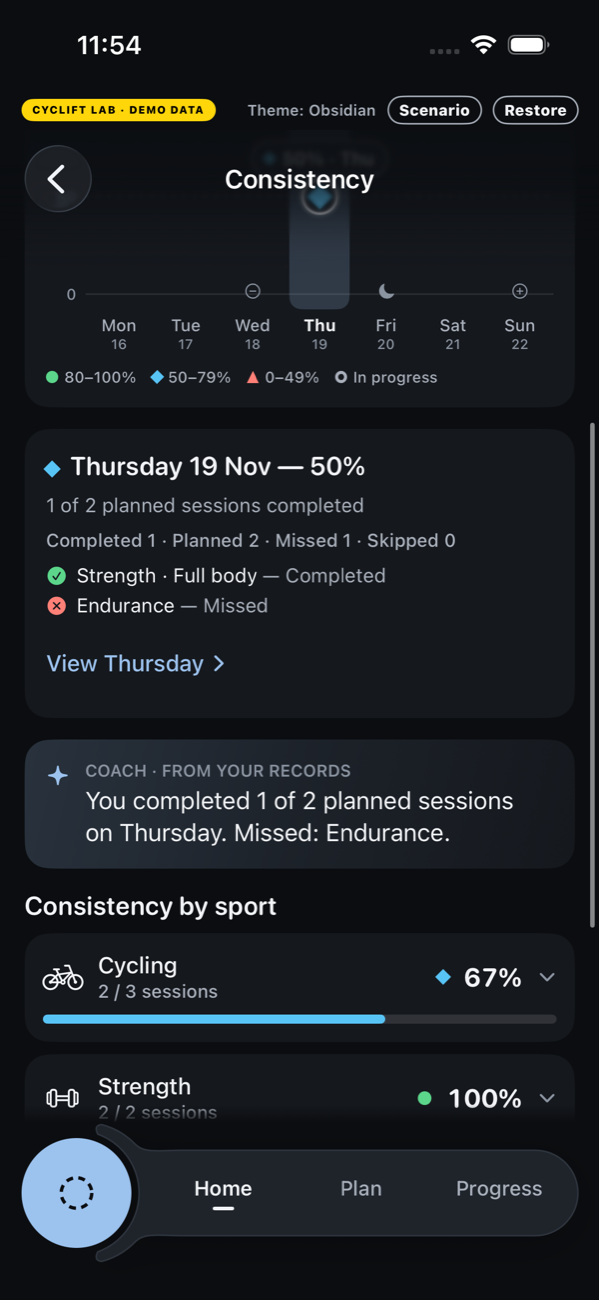 11:54
CYCLIFT LAB · DEMO DATA
Theme: Obsidian
Scenario
Restore
50% · Thu
Consistency
0
Mon Tue Wed Thu Fri Sat Sun
16 17 18 19 20 21 22
80–100% 50–79% 0–49% In progress
Thursday 19 Nov — 50%
1 of 2 planned sessions completed
Completed 1 · Planned 2 · Missed 1 · Skipped 0
Strength · Full body — Completed
Endurance — Missed
View Thursday
COACH · FROM YOUR RECORDS
You completed 1 of 2 planned sessions
on Thursday. Missed: Endurance.
Consistency by sport
Cycling
2 / 3 sessions
67%
Strength
2 / 2 sessions
100%
Home Plan Progress